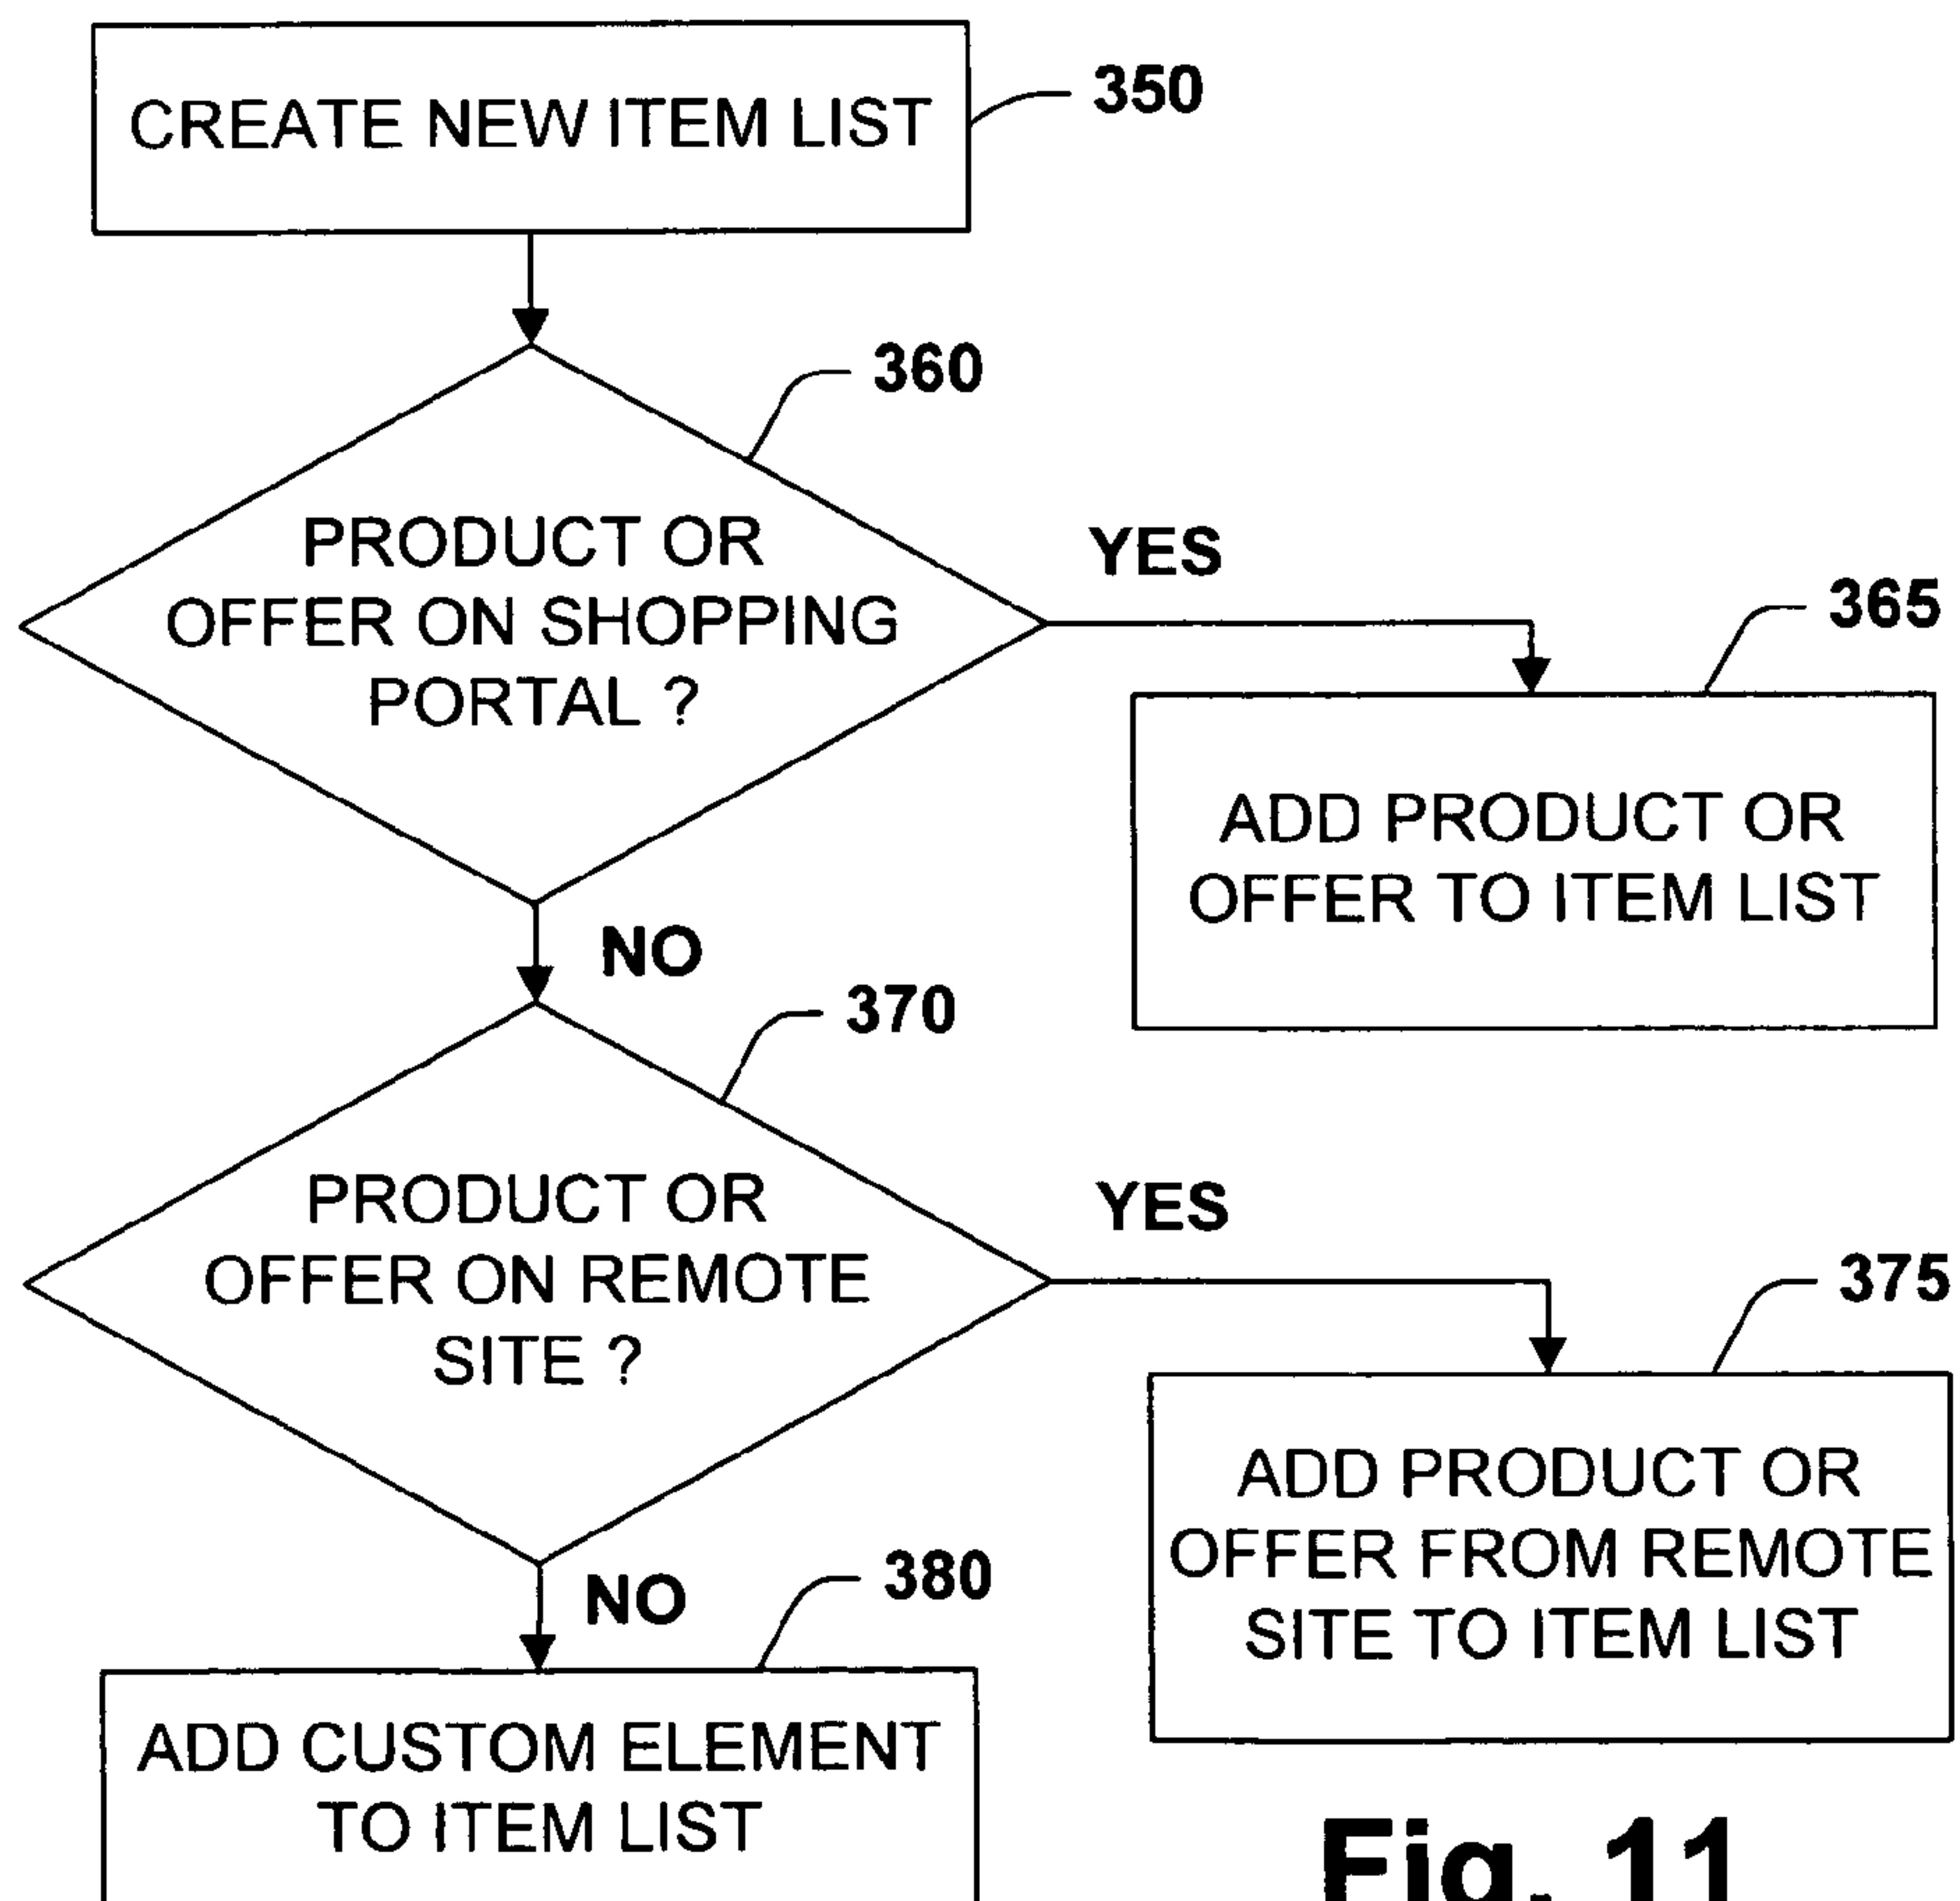 CREATE NEW ITEM LIST
350
360
PRODUCT OR
OFFER ON SHOPPING
PORTAL ?
YES
365
ADD PRODUCT OR
OFFER TO ITEM LIST
NO
370
PRODUCT OR
OFFER ON REMOTE
SITE ?
YES
375
ADD PRODUCT OR
OFFER FROM REMOTE
SITE TO ITEM LIST
NO
380
ADD CUSTOM ELEMENT
TO ITEM LIST
Fig. 11